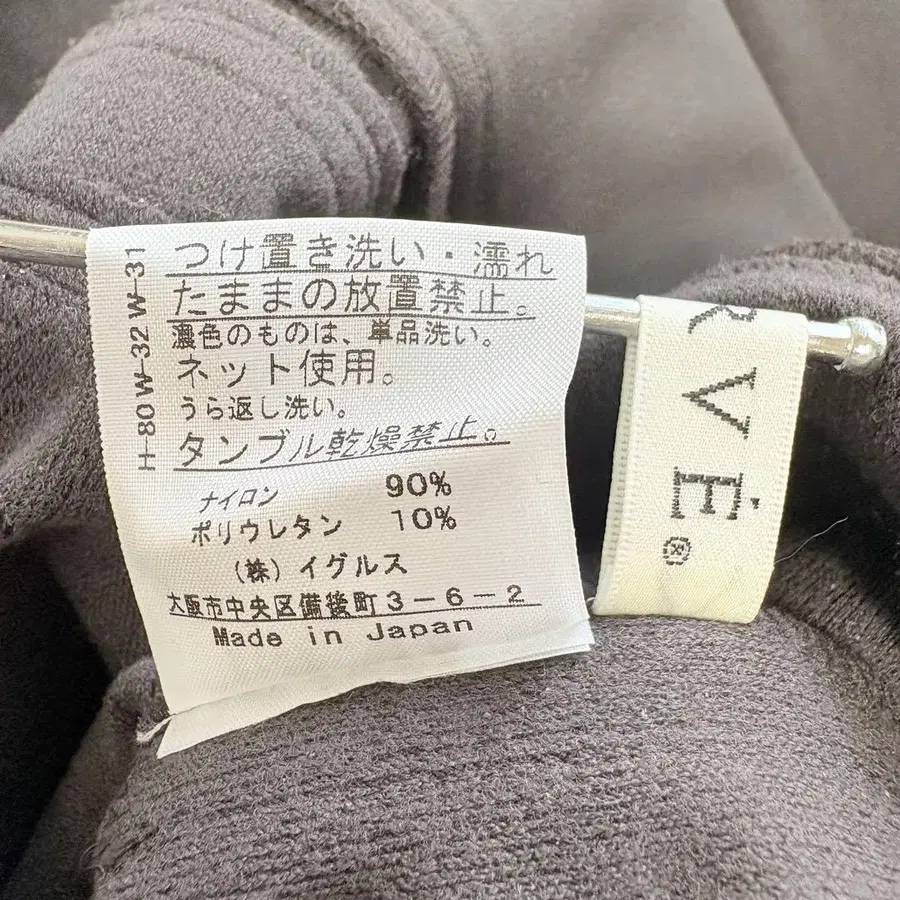 つけ置き洗い・濡れ
たままの放置禁止。
濃色のものは、単品洗い。
ネット使用。
うら返し洗い。
タンブル乾燥禁止。
ナイロン 90%
ポリウレタン 10%
(株)イグルス
大阪市中央区備後町3-6-2
Made in Japan
H-80W-32W-31
RVÉ®